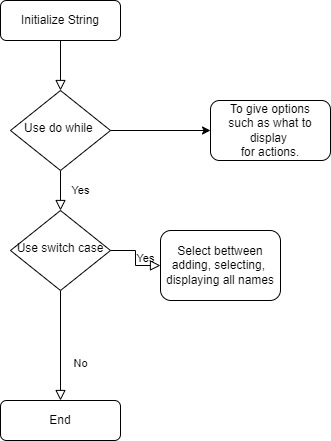 Initialize String
Use do while
To give options
such as what to
display
for actions.
Yes
Use switch case
Yes
Select bettween
adding, selecting,
displaying all names
No
End